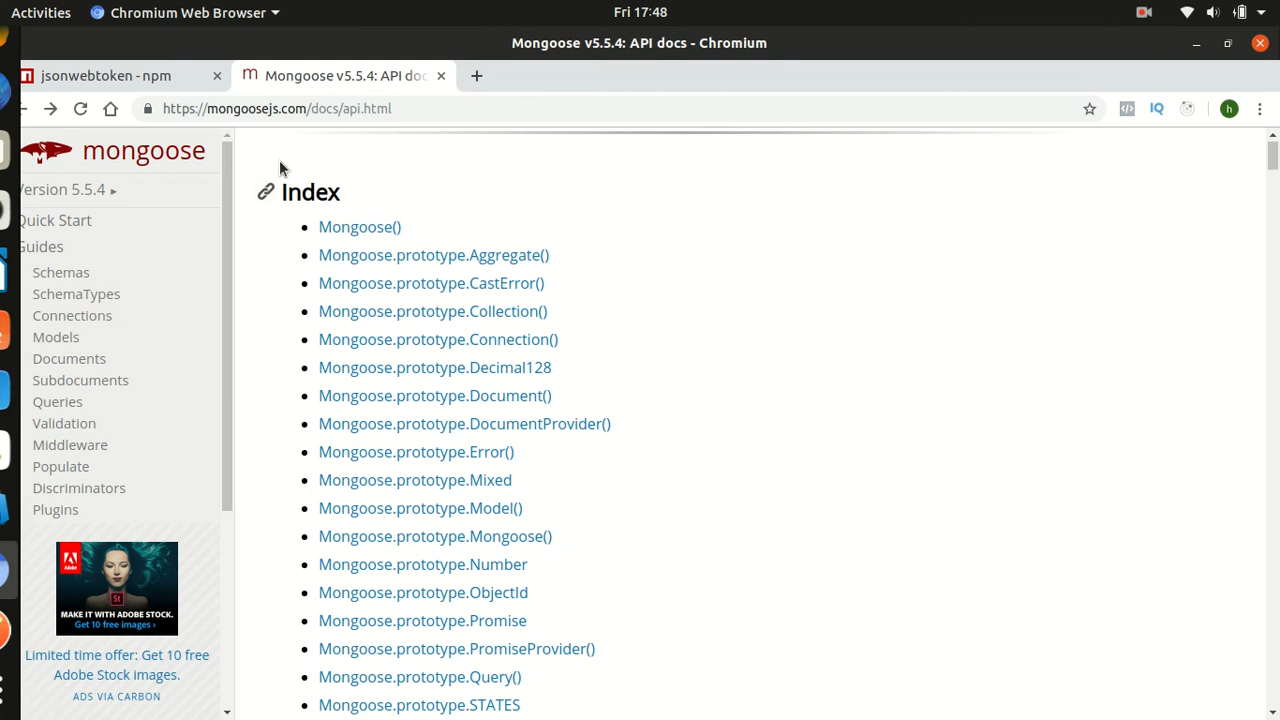 Activities Chromium Web Browser Fri 17:48
Mongoose v5.5.4: API docs - Chromium
jsonwebtoken - npm Mongoose v5.5.4: API doc
https://mongoosejs.com/docs/api.html h
mongoose
Version 5.5.4
Quick Start
Guides
Schemas
SchemaTypes
Connections
Models
Documents
Subdocuments
Queries
Validation
Middleware
Populate
Discriminators
Plugins
MAKE IT WITH ADOBE STOCK.
Get 10 free images ›
Limited time offer: Get 10 free
Adobe Stock images.
ADS VIA CARBON
Index
Mongoose()
Mongoose.prototype.Aggregate()
Mongoose.prototype.CastError()
Mongoose.prototype.Collection()
Mongoose.prototype.Connection()
Mongoose.prototype.Decimal128
Mongoose.prototype.Document()
Mongoose.prototype.DocumentProvider()
Mongoose.prototype.Error()
Mongoose.prototype.Mixed
Mongoose.prototype.Model()
Mongoose.prototype.Mongoose()
Mongoose.prototype.Number
Mongoose.prototype.ObjectId
Mongoose.prototype.Promise
Mongoose.prototype.PromiseProvider()
Mongoose.prototype.Query()
Mongoose.prototype.STATES